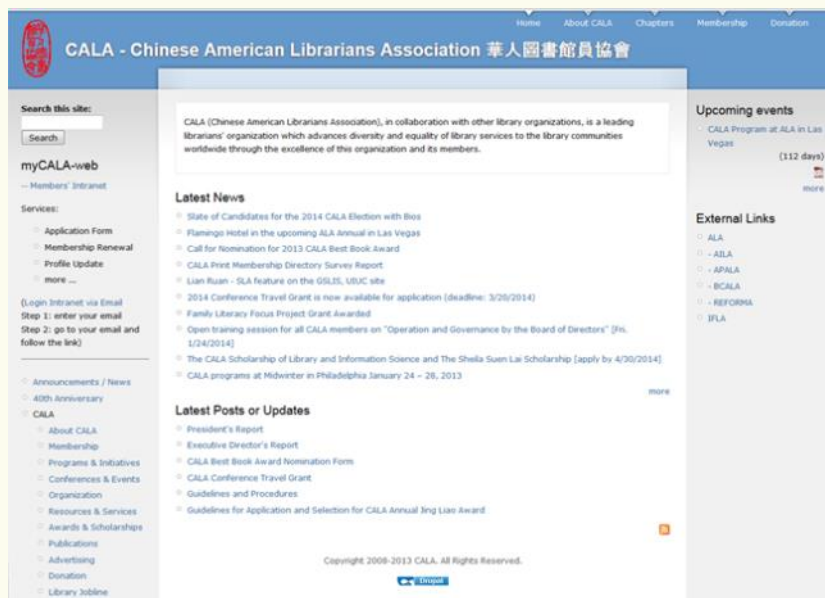 Home About CALA Chapters Membership Donation
CALA - Chinese American Librarians Association 華人圖書館員協會
Search this site:
Search
myCALA-web
-- Members' Intranet
Services:
Application Form
Membership Renewal
Profile Update
more ...
(Login Intranet via Email
Step 1: enter your email
Step 2: go to your email and
follow the link)
Announcements / News
40th Anniversary
CALA
About CALA
Membership
Programs & Initiatives
Conferences & Events
Organization
Resources & Services
Awards & Scholarships
Publications
Advertising
Donation
Library Jobline
CALA (Chinese American Librarians Association), in collaboration with other library organizations, is a leading
librarians' organization which advances diversity and equality of library services to the library communities
worldwide through the excellence of this organization and its members.
Latest News
Slate of Candidates for the 2014 CALA Election with Bios
Flamingo Hotel in the upcoming ALA Annual in Las Vegas
Call for Nomination for 2013 CALA Best Book Award
CALA Print Membership Directory Survey Report
Lian Ruan - SLA feature on the GSLIS, UIUC site
2014 Conference Travel Grant is now available for application (deadline: 3/20/2014)
Family Literacy Focus Project Grant Awarded
Open training session for all CALA members on "Operation and Governance by the Board of Directors" [Fri.
1/24/2014]
The CALA Scholarship of Library and Information Science and The Sheila Suen Lai Scholarship [apply by 4/30/2014]
CALA programs at Midwinter in Philadelphia January 24 – 28, 2013
more
Latest Posts or Updates
President's Report
Executive Director's Report
CALA Best Book Award Nomination Form
CALA Conference Travel Grant
Guidelines and Procedures
Guidelines for Application and Selection for CALA Annual Jing Liao Award
Copyright 2008-2013 CALA. All Rights Reserved.
Drupal
Upcoming events
CALA Program at ALA in Las
Vegas
(112 days)
more
External Links
ALA
- AILA
- APALA
- BCALA
- REFORMA
IFLA